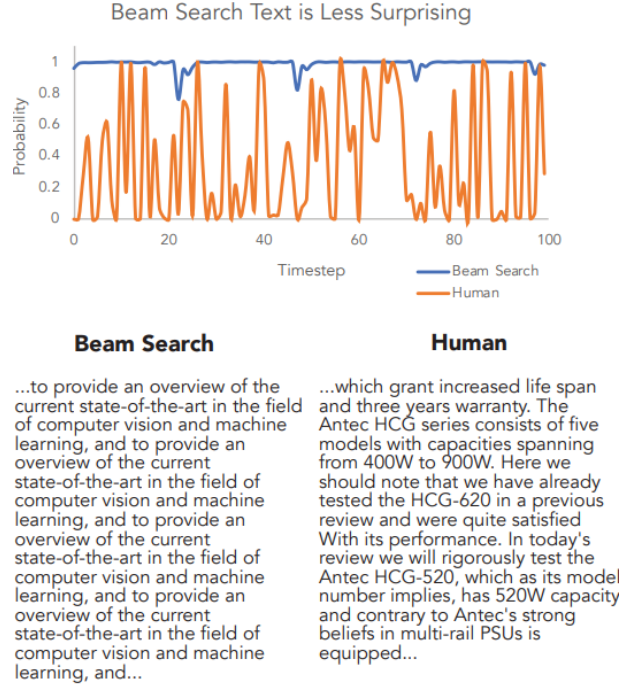 Beam Search Text is Less Surprising
1
0.8
0.6
0.4
0.2
0
Probability
0 20 40 60 80 100
Timestep
Beam Search
Human
Beam Search
...to provide an overview of the
current state-of-the-art in the field
of computer vision and machine
learning, and to provide an
overview of the current
state-of-the-art in the field of
computer vision and machine
learning, and to provide an
overview of the current
state-of-the-art in the field of
computer vision and machine
learning, and to provide an
overview of the current
state-of-the-art in the field of
computer vision and machine
learning, and...
Human
...which grant increased life span
and three years warranty. The
Antec HCG series consists of five
models with capacities spanning
from 400W to 900W. Here we
should note that we have already
tested the HCG-620 in a previous
review and were quite satisfied
With its performance. In today's
review we will rigorously test the
Antec HCG-520, which as its model
number implies, has 520W capacity
and contrary to Antec's strong
beliefs in multi-rail PSUs is
equipped...